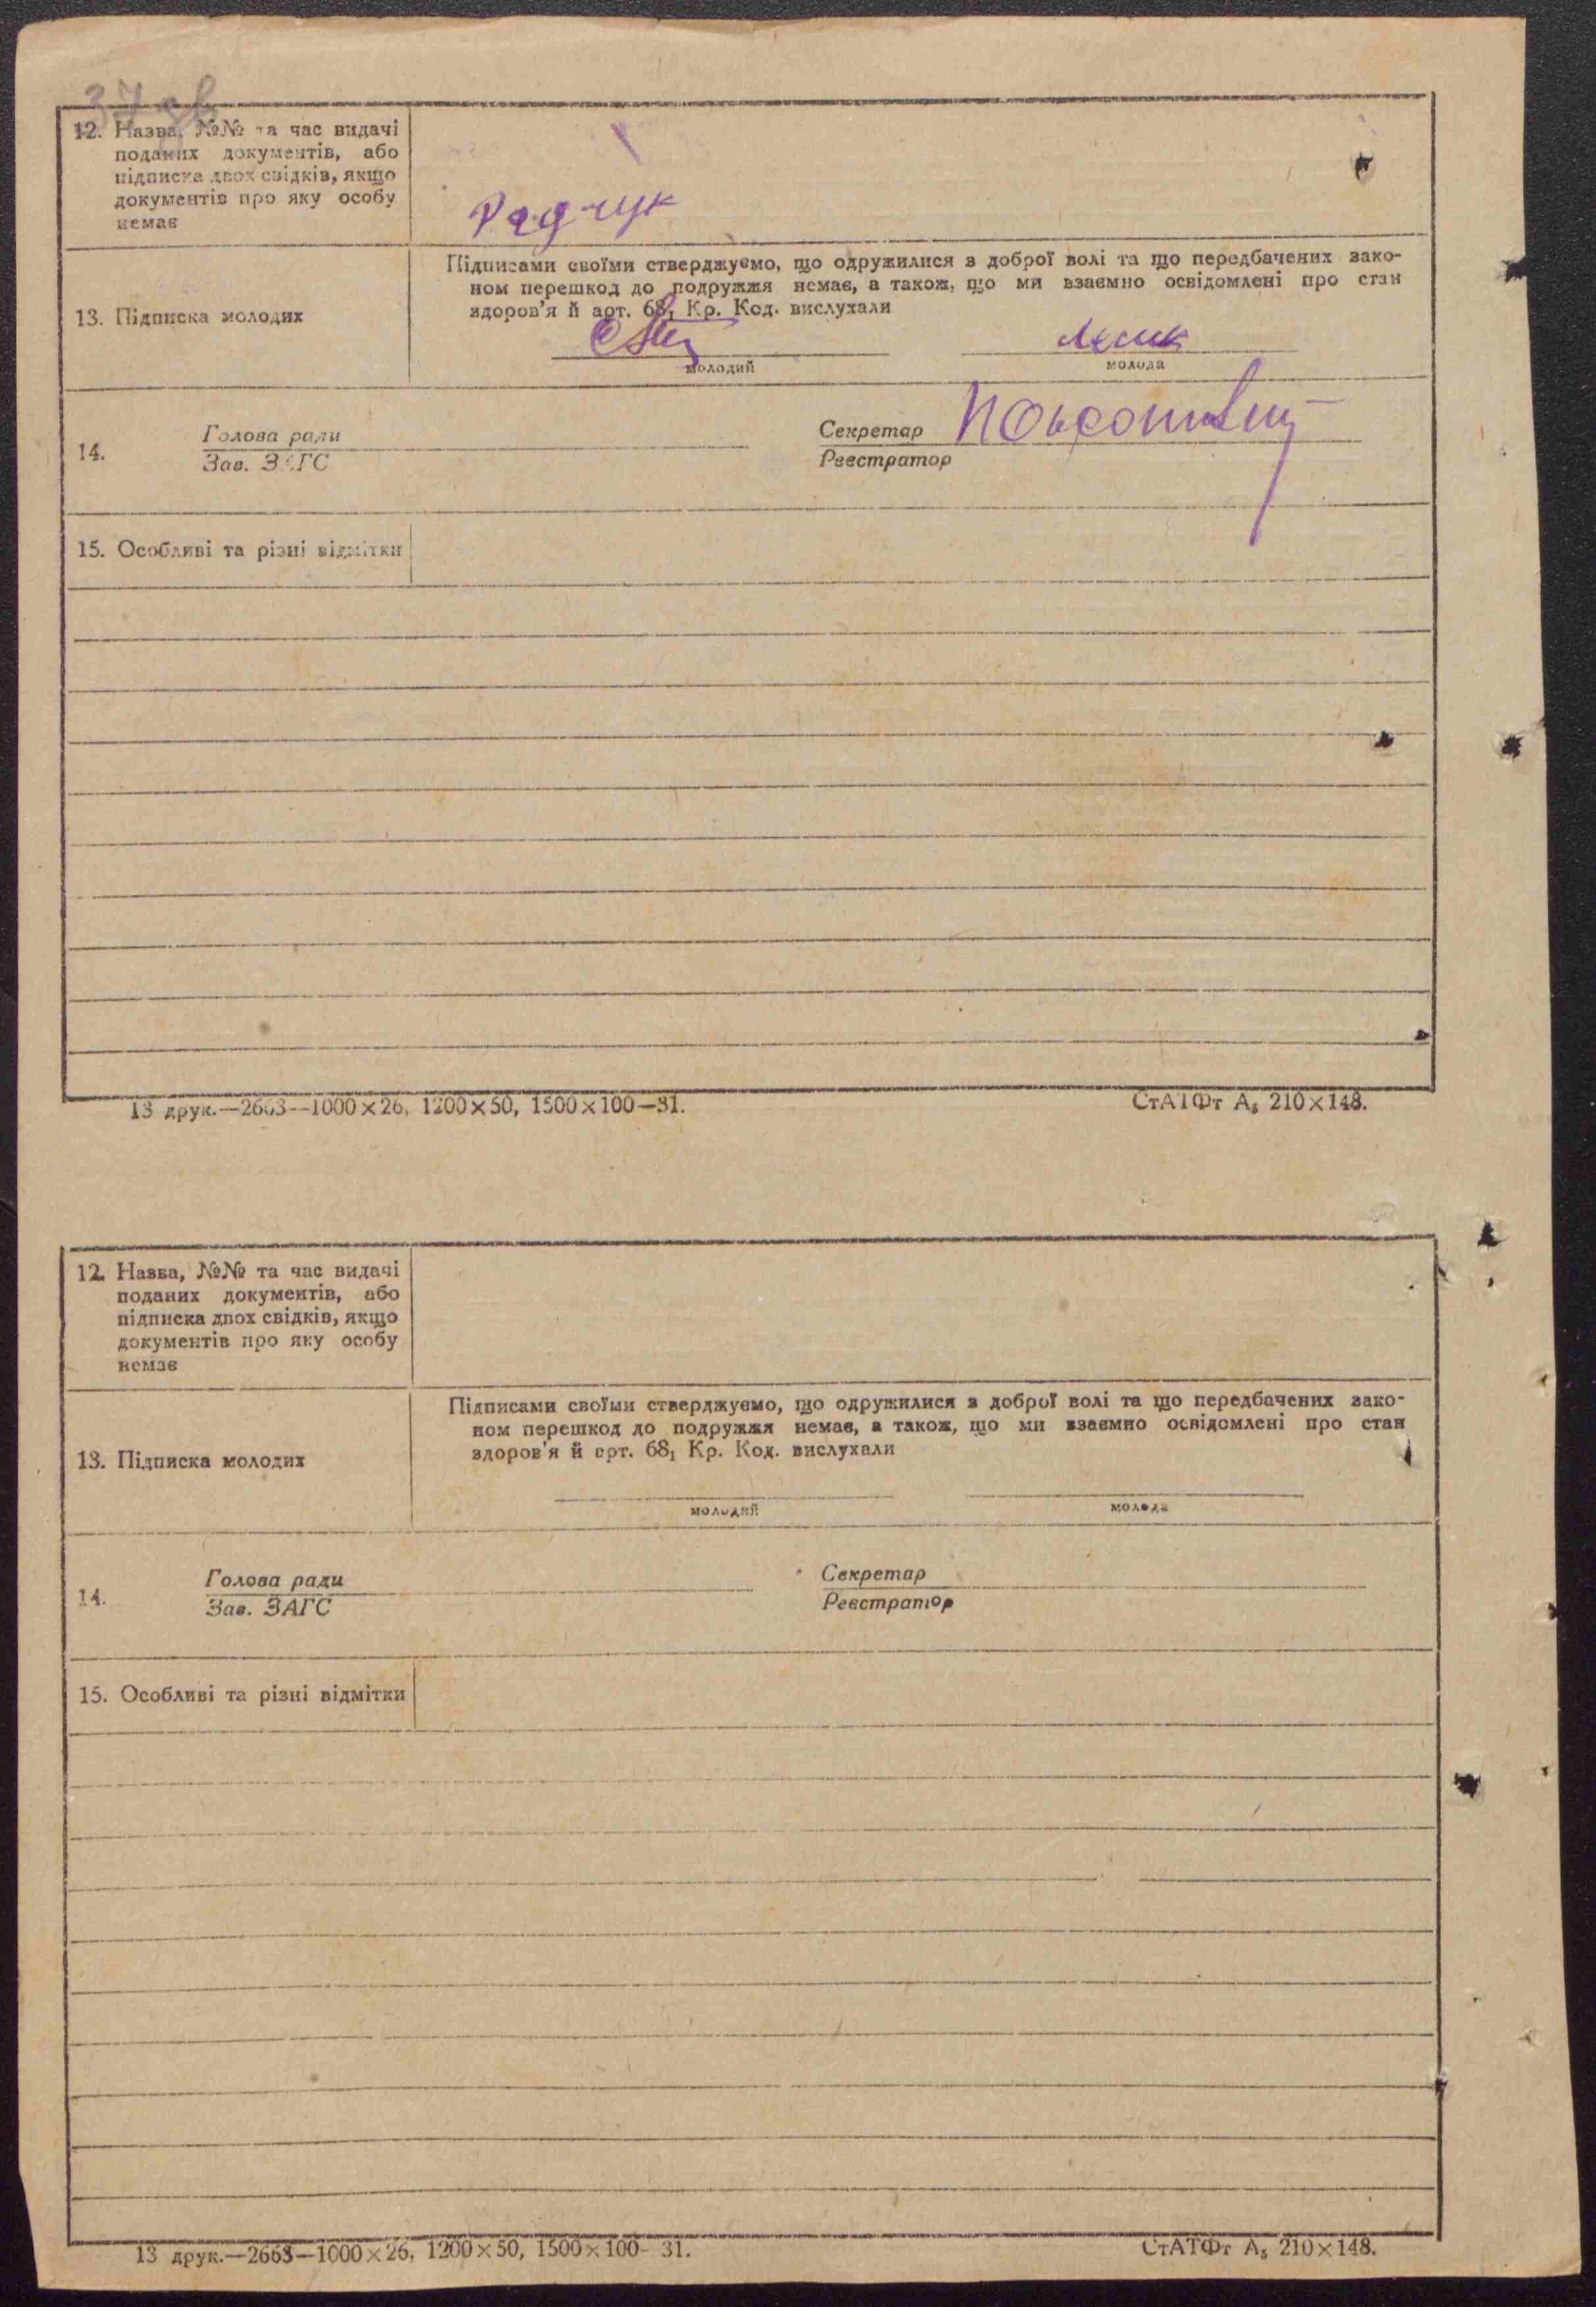 37 зв
12. Назва, №№ та час видачі
поданих документів, або
підписка двох свідків, якщо
документів про яку особу
немає
Радчук
13. Підписка молодих
Підписами своїми стверджуємо, що одружилися з доброї волі та що передбачених зако-
ном перешкод до подружжя немає, а також, що ми взаємно освідомлені про стан
здоров'я й арт. 68₁ Кр. Код. вислухали
молодий
молода
14.
Голова ради
Зав. ЗАГС
Секретар
Реєстратор
15. Особливі та різні відмітки
13 друк.—2663—1000×26, 1200×50, 1500×100—31.
СтАТФт А₅ 210×148.
12. Назва, №№ та час видачі
поданих документів, або
підписка двох свідків, якщо
документів про яку особу
немає
13. Підписка молодих
Підписами своїми стверджуємо, що одружилися з доброї волі та що передбачених зако-
ном перешкод до подружжя немає, а також, що ми взаємно освідомлені про стан
здоров'я й арт. 68₁ Кр. Код. вислухали
молодий
молода
14.
Голова ради
Зав. ЗАГС
Секретар
Реєстратор
15. Особливі та різні відмітки
13 друк.—2663—1000×26, 1200×50, 1500×100—31.
СтАТФт А₅ 210×148.